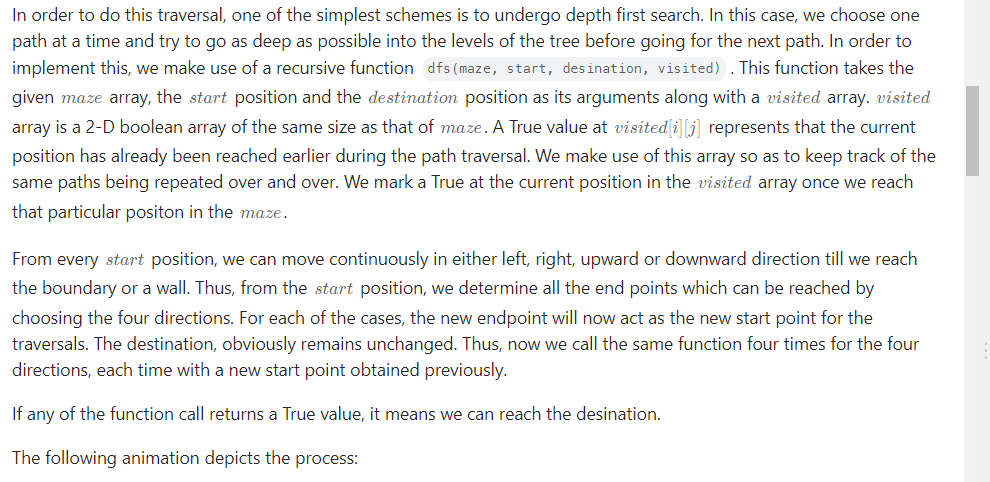 In order to do this traversal, one of the simplest schemes is to undergo depth first search. In this case, we choose one
path at a time and try to go as deep as possible into the levels of the tree before going for the next path. In order to
implement this, we make use of a recursive function dfs(maze, start, desination, visited) . This function takes the
given maze array, the start position and the destination position as its arguments along with a visited array. visited
array is a 2-D boolean array of the same size as that of maze. A True value at visited[i][j] represents that the current
position has already been reached earlier during the path traversal. We make use of this array so as to keep track of the
same paths being repeated over and over. We mark a True at the current position in the visited array once we reach
that particular positon in the maze.
From every start position, we can move continuously in either left, right, upward or downward direction till we reach
the boundary or a wall. Thus, from the start position, we determine all the end points which can be reached by
choosing the four directions. For each of the cases, the new endpoint will now act as the new start point for the
traversals. The destination, obviously remains unchanged. Thus, now we call the same function four times for the four
directions, each time with a new start point obtained previously.
If any of the function call returns a True value, it means we can reach the desination.
The following animation depicts the process: